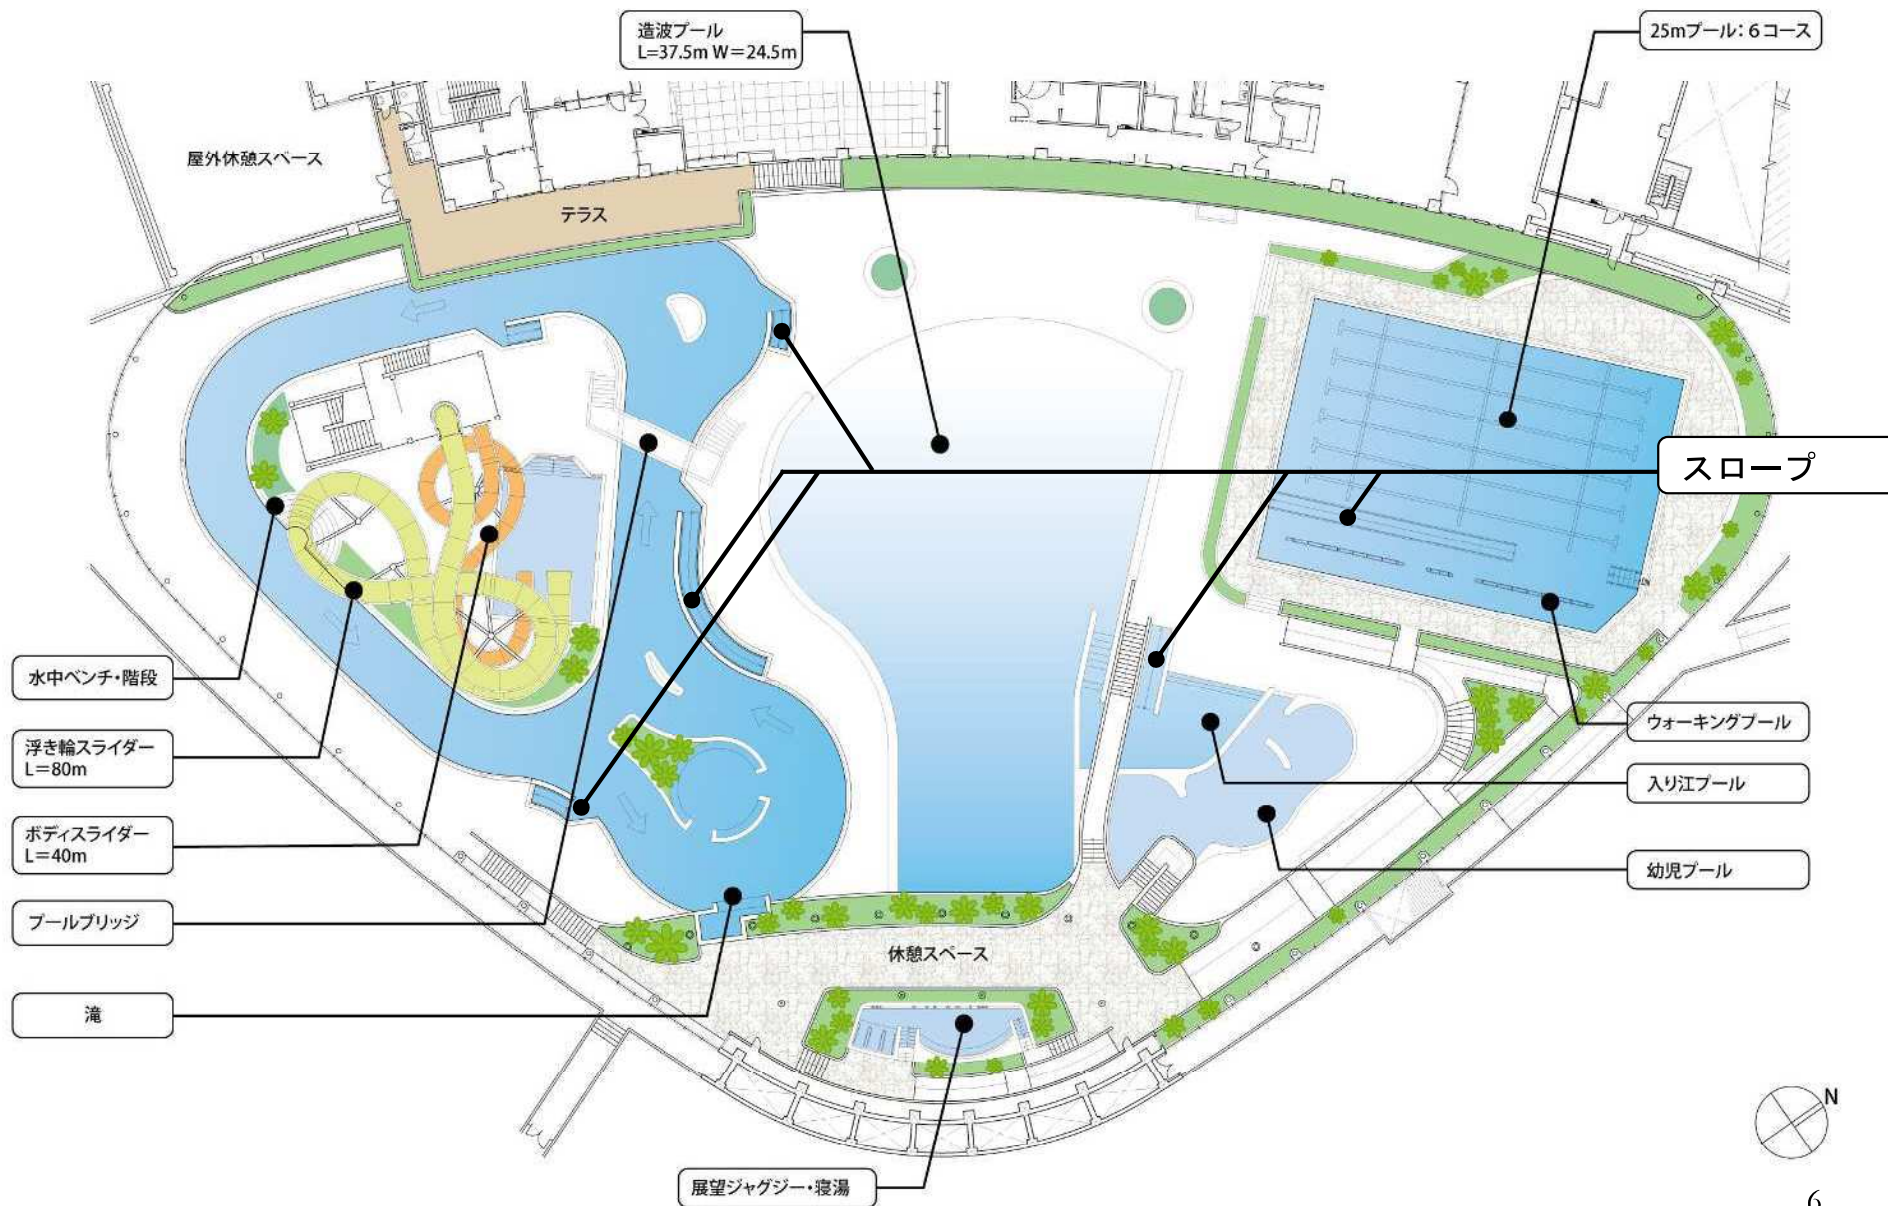 造波プール
L=37.5m W=24.5m
25mプール:6コース
屋外休憩スペース
テラス
スロープ
水中ベンチ・階段
浮き輪スライダー
L=80m
ボディスライダー
L=40m
プールブリッジ
滝
ウォーキングプール
入り江プール
幼児プール
休憩スペース
展望ジャグジー・寝湯
N
6